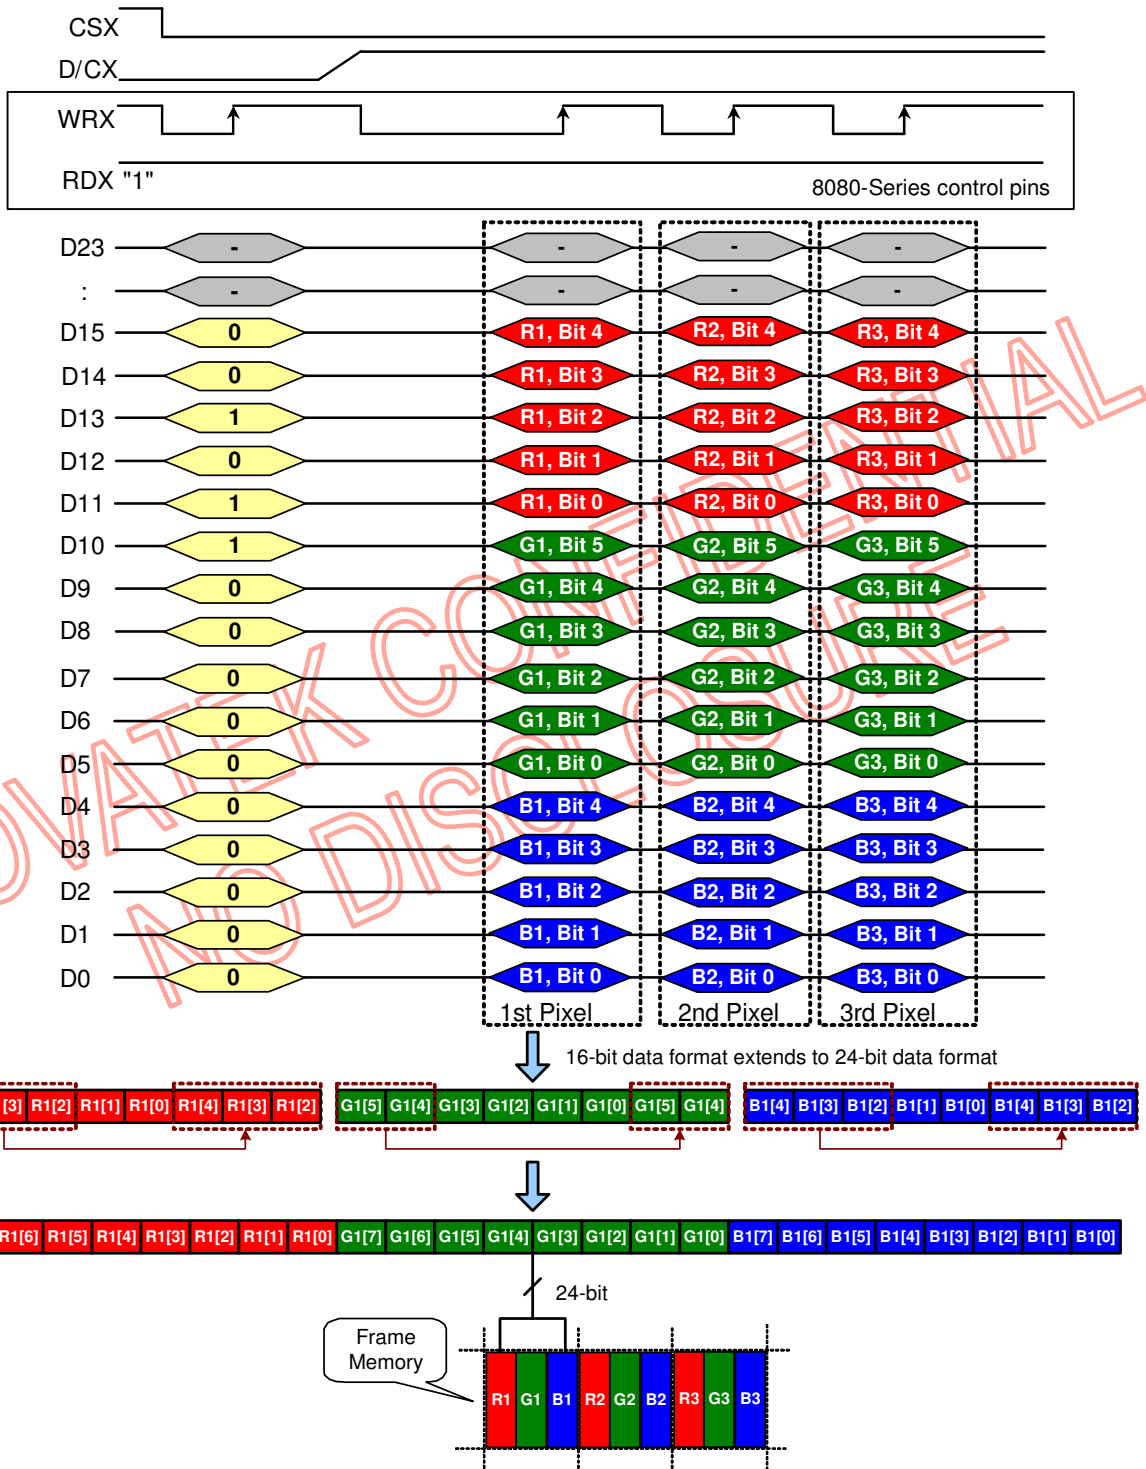 CSX
D/CX
WRX
RDX "1"
8080-Series control pins
D23 - - - -
: - - - -
D15 0 R1, Bit 4 R2, Bit 4 R3, Bit 4
D14 0 R1, Bit 3 R2, Bit 3 R3, Bit 3
D13 1 R1, Bit 2 R2, Bit 2 R3, Bit 2
D12 0 R1, Bit 1 R2, Bit 1 R3, Bit 1
D11 1 R1, Bit 0 R2, Bit 0 R3, Bit 0
D10 1 G1, Bit 5 G2, Bit 5 G3, Bit 5
D9 0 G1, Bit 4 G2, Bit 4 G3, Bit 4
D8 0 G1, Bit 3 G2, Bit 3 G3, Bit 3
D7 0 G1, Bit 2 G2, Bit 2 G3, Bit 2
D6 0 G1, Bit 1 G2, Bit 1 G3, Bit 1
D5 0 G1, Bit 0 G2, Bit 0 G3, Bit 0
D4 0 B1, Bit 4 B2, Bit 4 B3, Bit 4
D3 0 B1, Bit 3 B2, Bit 3 B3, Bit 3
D2 0 B1, Bit 2 B2, Bit 2 B3, Bit 2
D1 0 B1, Bit 1 B2, Bit 1 B3, Bit 1
D0 0 B1, Bit 0 B2, Bit 0 B3, Bit 0
1st Pixel 2nd Pixel 3rd Pixel
OVATEK CONFIDENTIAL
NO DISCLOSURE
16-bit data format extends to 24-bit data format
[3] R1[2] R1[1] R1[0] R1[4] R1[3] R1[2] G1[5] G1[4] G1[3] G1[2] G1[1] G1[0] G1[5] G1[4] B1[4] B1[3] B1[2] B1[1] B1[0] B1[4] B1[3] B1[2]
R1[6] R1[5] R1[4] R1[3] R1[2] R1[1] R1[0] G1[7] G1[6] G1[5] G1[4] G1[3] G1[2] G1[1] G1[0] B1[7] B1[6] B1[5] B1[4] B1[3] B1[2] B1[1] B1[0]
24-bit
Frame
Memory
R1 G1 B1 R2 G2 B2 R3 G3 B3